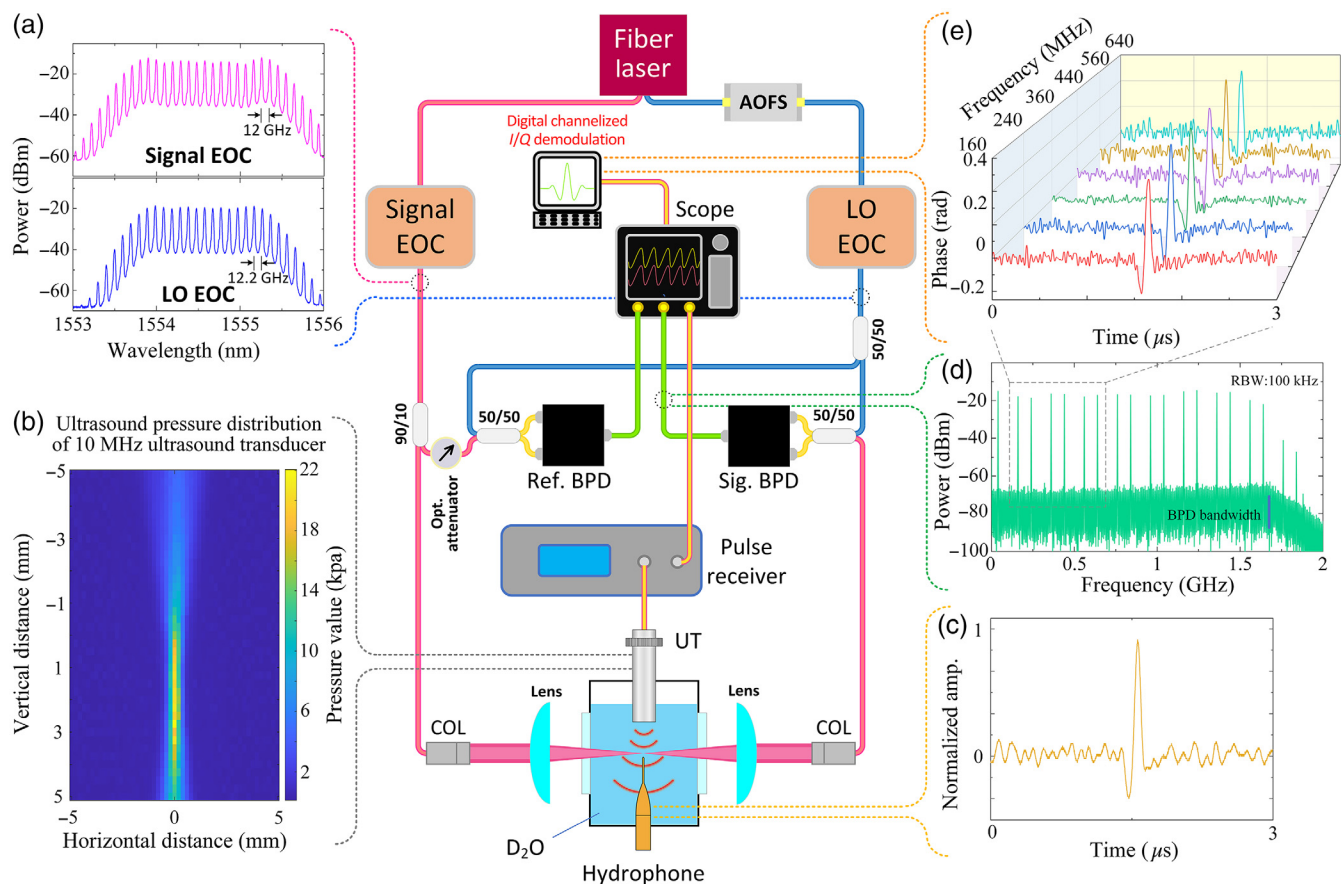 (a)
−20
−40
−60
12 GHz
Signal EOC
Power (dBm)
−20
−40
−60
12.2 GHz
LO EOC
1553
1554
1555
1556
Wavelength (nm)
Fiber
laser
AOFS
Digital channelized
I/Q demodulation
Signal
EOC
Scope
LO
EOC
50/50
90/10
50/50
50/50
Opt.
attenuator
Ref. BPD
Sig. BPD
Pulse
receiver
UT
Lens
Lens
COL
COL
D2O
Hydrophone
(b)
Ultrasound pressure distribution
of 10 MHz ultrasound transducer
−5
−3
−1
1
3
5
Vertical distance (mm)
−5
0
5
Horizontal distance (mm)
22
18
14
10
6
2
Pressure value (kpa)
(e)
Frequency (MHz)
640
560
440
360
240
160
0.4
0.2
0
−0.2
Phase (rad)
0
3
Time (μs)
(d)
RBW:100 kHz
−20
−40
−60
−80
−100
Power (dBm)
BPD bandwidth
0
0.5
1
1.5
2
Frequency (GHz)
(c)
1
0
Normalized amp.
0
3
Time (μs)